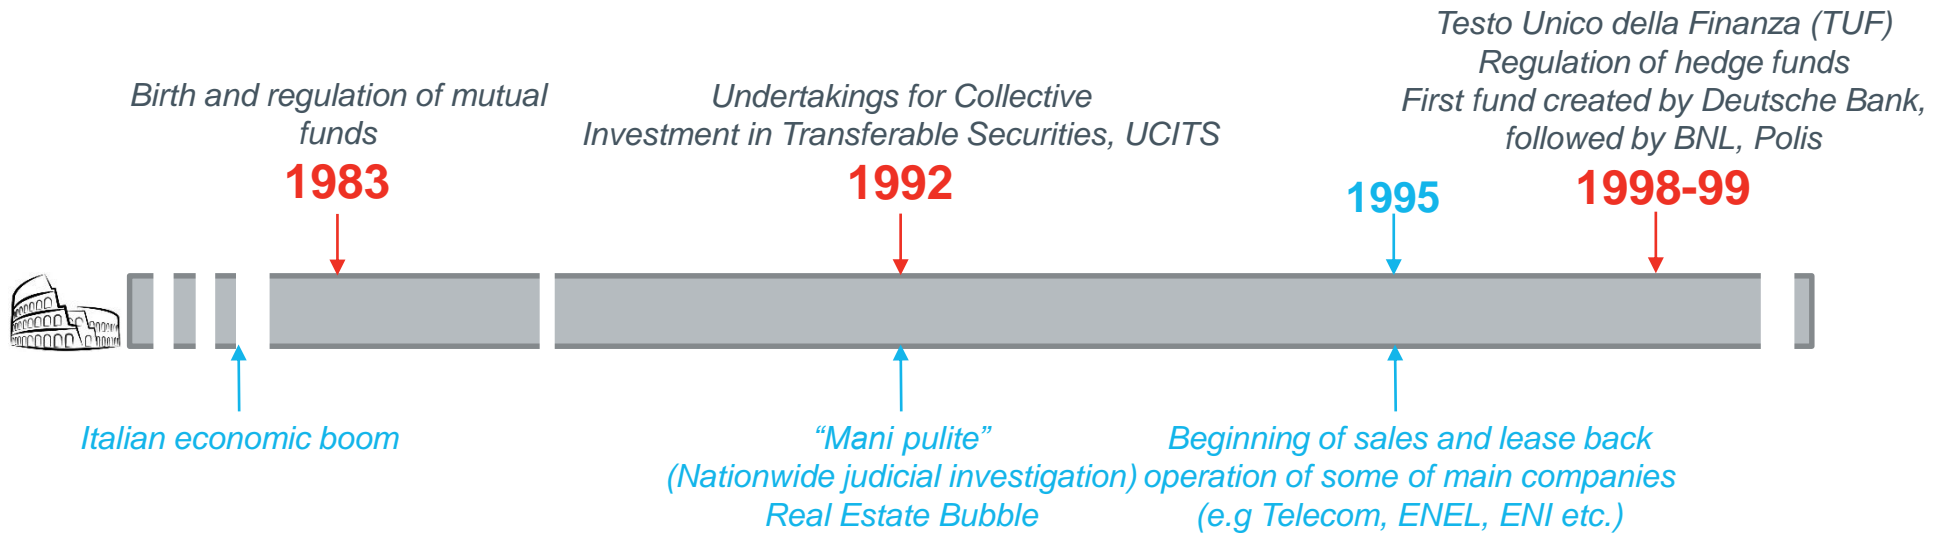 Birth and regulation of mutual
funds
1983
Undertakings for Collective
Investment in Transferable Securities, UCITS
1992
1995
Testo Unico della Finanza (TUF)
Regulation of hedge funds
First fund created by Deutsche Bank,
followed by BNL, Polis
1998-99
Italian economic boom
“Mani pulite”
(Nationwide judicial investigation)
Real Estate Bubble
Beginning of sales and lease back
operation of some of main companies
(e.g Telecom, ENEL, ENI etc.)